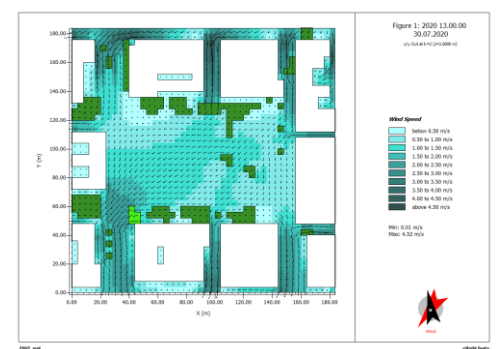 Figure 1: 2020 13.00.00
30.07.2020
x/y Cut at k=3 (z=2.0000 m)
180.00
160.00
140.00
120.00
100.00
80.00
60.00
40.00
20.00
0.00
Y (m)
0.00 20.00 40.00 60.00 80.00 100.00 120.00 140.00 160.00 180.00
X (m)
Wind Speed
below 0.50 m/s
0.50 to 1.00 m/s
1.00 to 1.50 m/s
1.50 to 2.00 m/s
2.00 to 2.50 m/s
2.50 to 3.00 m/s
3.00 to 3.50 m/s
3.50 to 4.00 m/s
4.00 to 4.50 m/s
above 4.50 m/s
Min: 0.01 m/s
Max: 4.52 m/s